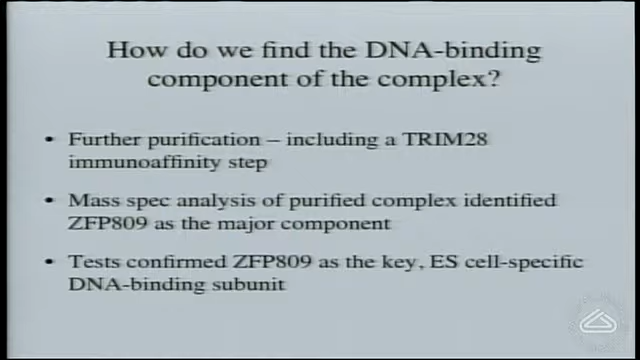 How do we find the DNA-binding
component of the complex?
• Further purification – including a TRIM28
immunoaffinity step
• Mass spec analysis of purified complex identified
ZFP809 as the major component
• Tests confirmed ZFP809 as the key, ES cell-specific
DNA-binding subunit